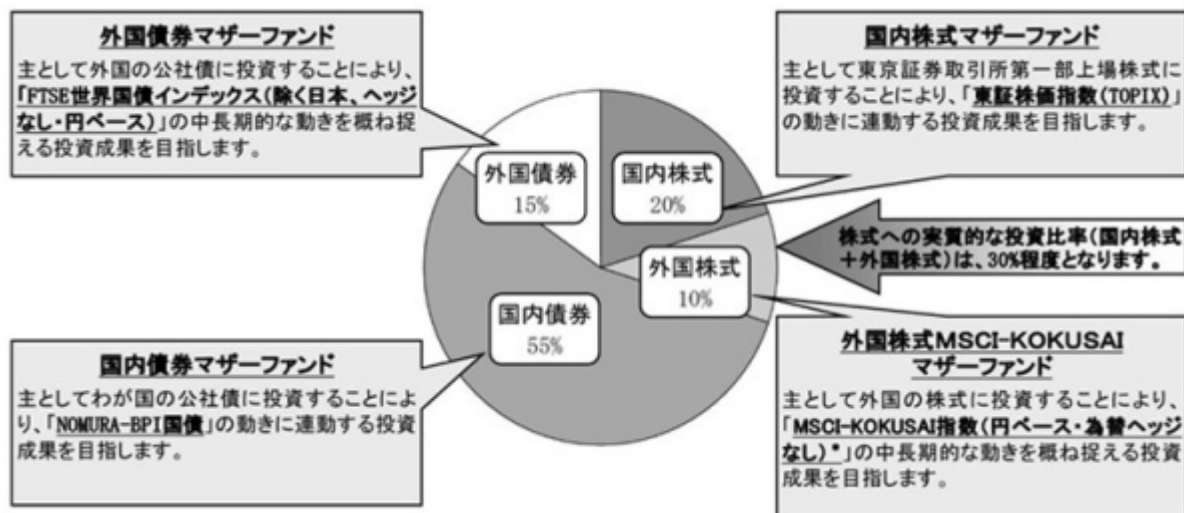 外国債券マザーファンド
主として外国の公社債に投資することにより、
「FTSE世界国債インデックス(除く日本、ヘッジ
なし・円ベース)」の中長期的な動きを概ね捉
える投資成果を目指します。
国内株式マザーファンド
主として東京証券取引所第一部上場株式に
投資することにより、「東証株価指数(TOPIX)」
の動きに連動する投資成果を目指します。
外国債券
15%
国内株式
20%
株式への実質的な投資比率(国内株式
+外国株式)は、30%程度となります。
外国株式
10%
国内債券
55%
国内債券マザーファンド
主としてわが国の公社債に投資することによ
り、「NOMURA-BPI国債」の動きに連動する投資
成果を目指します。
外国株式MSCI-KOKUSAI
マザーファンド
主として外国の株式に投資することにより、
「MSCI-KOKUSAI指数(円ベース・為替ヘッジ
なし)*」の中長期的な動きを概ね捉える投資
成果を目指します。